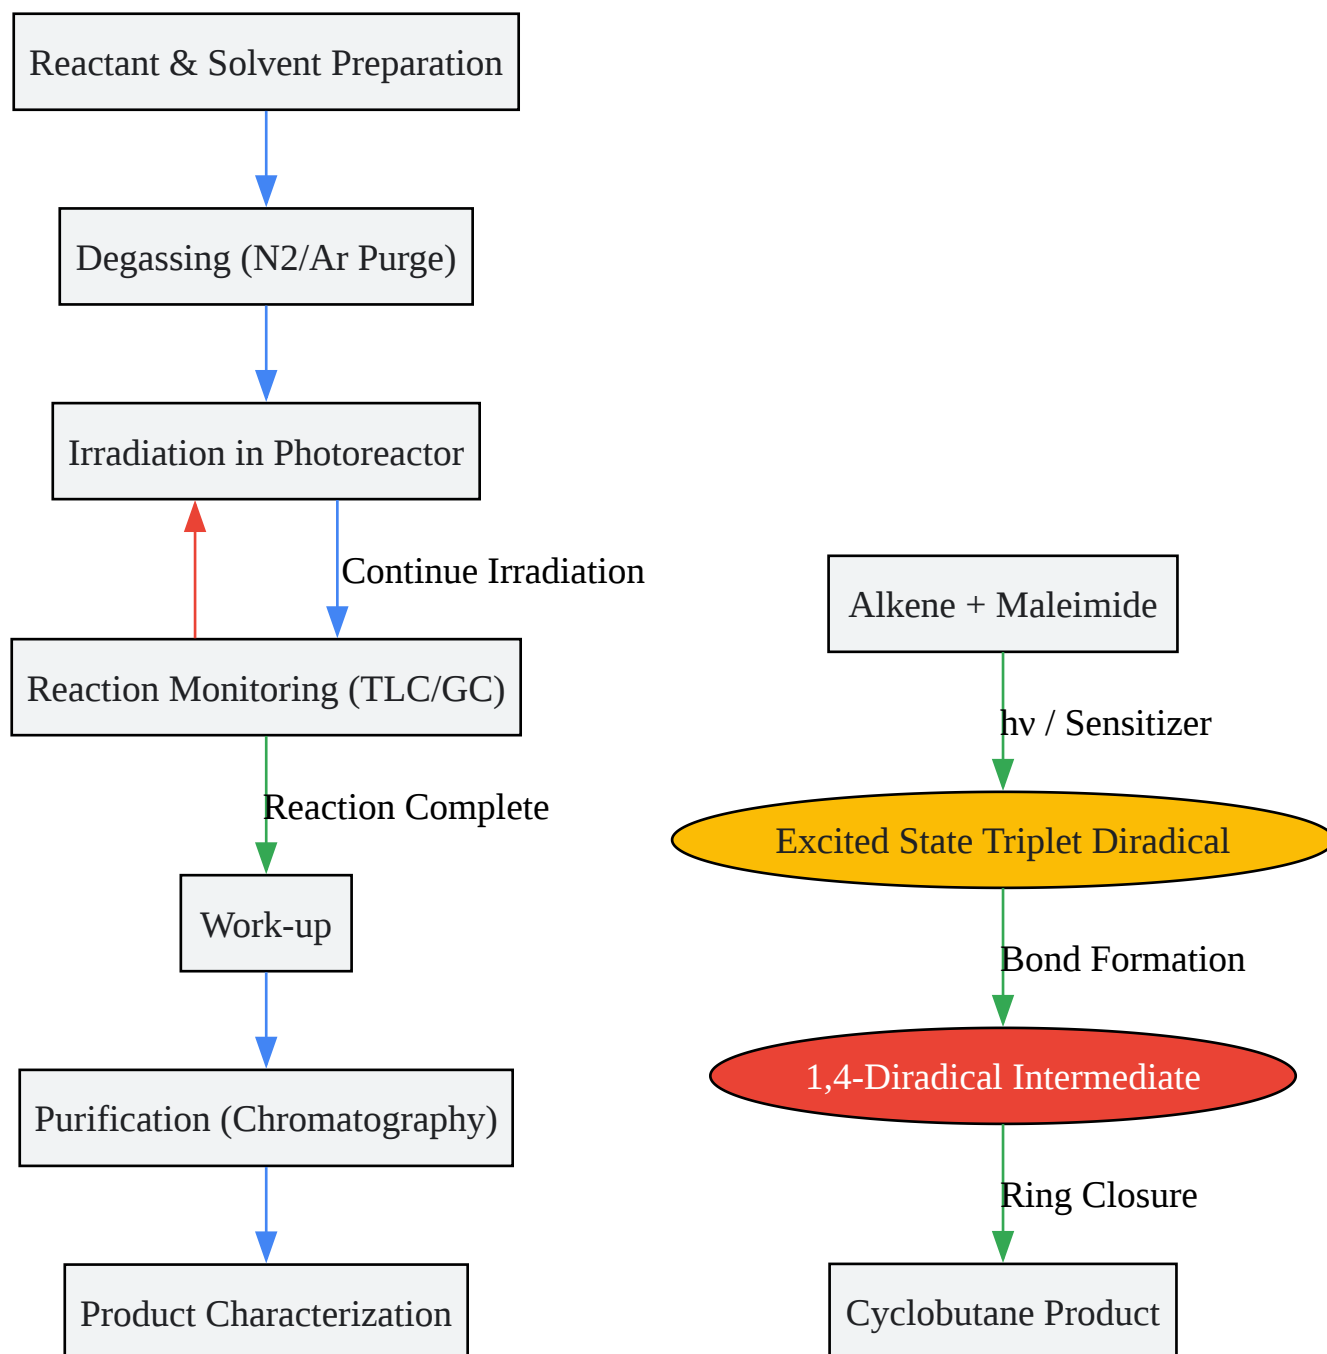 Reactant & Solvent Preparation
Degassing (N2/Ar Purge)
Irradiation in Photoreactor
Continue Irradiation
Reaction Monitoring (TLC/GC)
Reaction Complete
Work-up
Purification (Chromatography)
Product Characterization
Alkene + Maleimide
hν / Sensitizer
Excited State Triplet Diradical
Bond Formation
1,4-Diradical Intermediate
Ring Closure
Cyclobutane Product